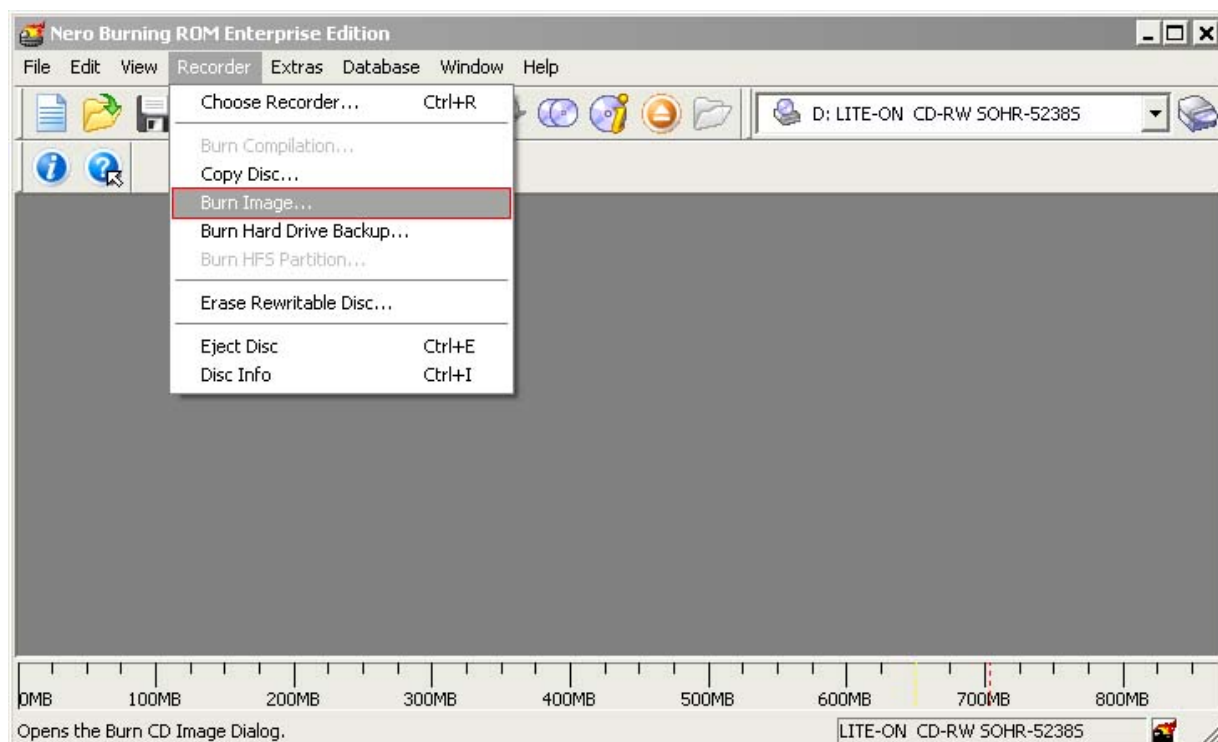 Nero Burning ROM Enterprise Edition
File Edit View Recorder Extras Database Window Help
Choose Recorder... Ctrl+R
D: LITE-ON CD-RW SOHR-5238S
Burn Compilation...
Copy Disc...
Burn Image...
Burn Hard Drive Backup...
Burn HFS Partition...
Erase Rewritable Disc...
Eject Disc Ctrl+E
Disc Info Ctrl+I
0MB 100MB 200MB 300MB 400MB 500MB 600MB 700MB 800MB
Opens the Burn CD Image Dialog. LITE-ON CD-RW SOHR-5238S